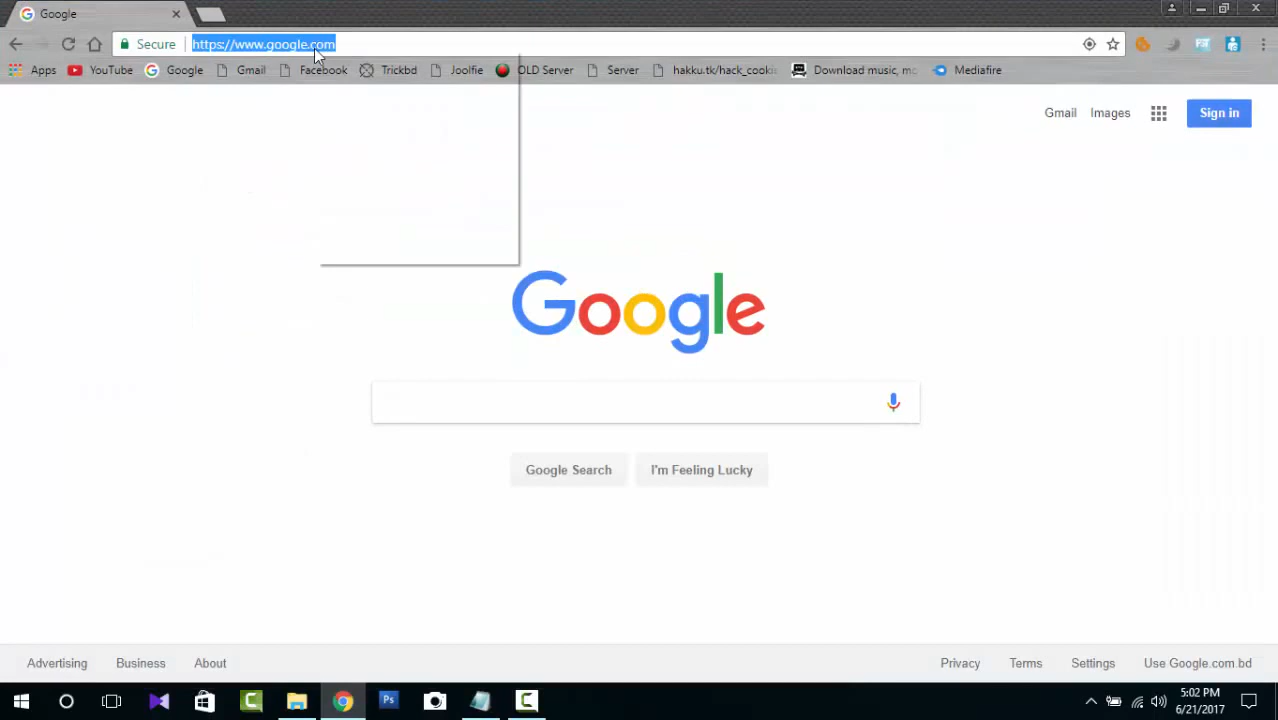 Google
Secure https://www.google.com
Apps YouTube Google Gmail Facebook Trickbd Joolfie OLD Server Server hakku.tk/hack_cooki Download music, mo Mediafire
Gmail Images Sign in
Google
Google Search I'm Feeling Lucky
Advertising Business About Privacy Terms Settings Use Google.com.bd
Ps 5:02 PM
6/21/2017